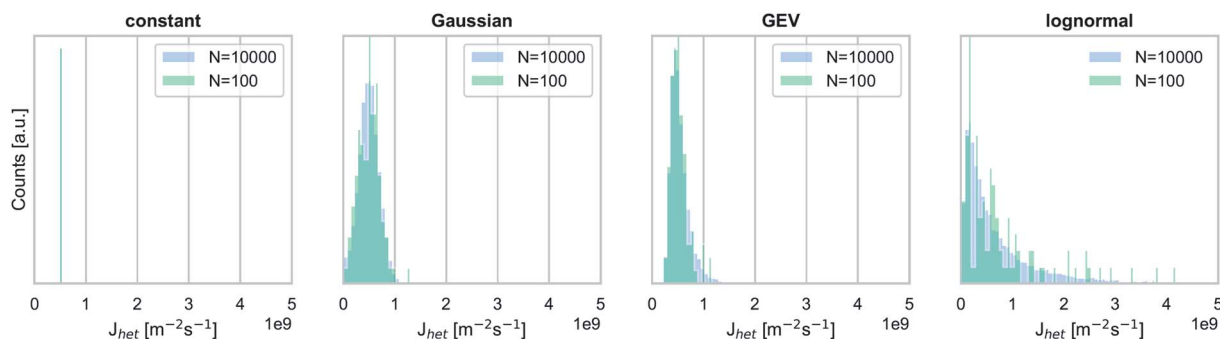 constant
Gaussian
GEV
lognormal
Counts [a.u.]
N=10000
N=100
N=10000
N=100
N=10000
N=100
N=10000
N=100
0 1 2 3 4 5
0 1 2 3 4 5
0 1 2 3 4 5
0 1 2 3 4 5
1e9
1e9
1e9
1e9
J_het [m⁻²s⁻¹]
J_het [m⁻²s⁻¹]
J_het [m⁻²s⁻¹]
J_het [m⁻²s⁻¹]